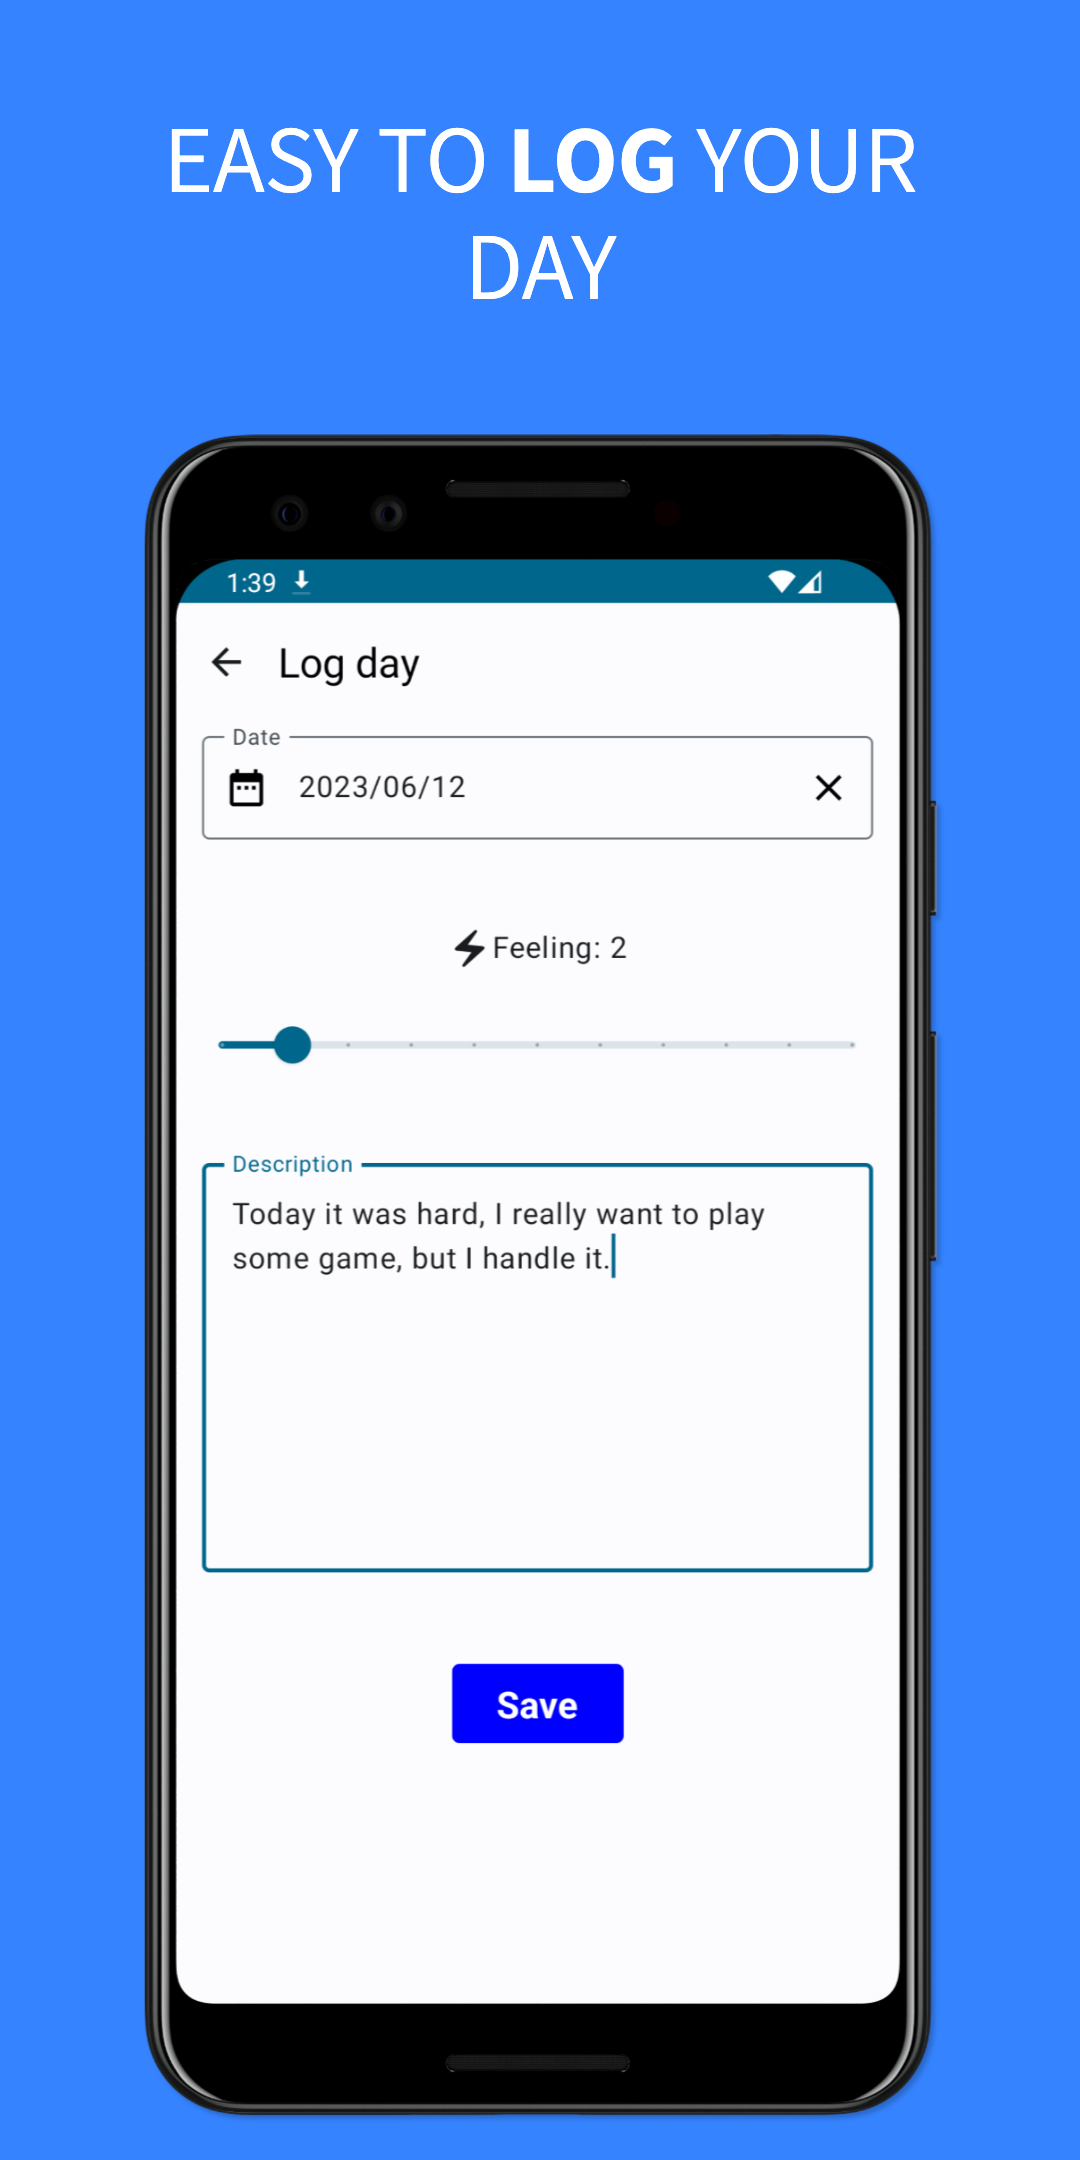 EASY TO LOG YOUR
DAY
1:39
Log day
Date
2023/06/12
Feeling: 2
Description
Today it was hard, I really want to play
some game, but I handle it.
Save